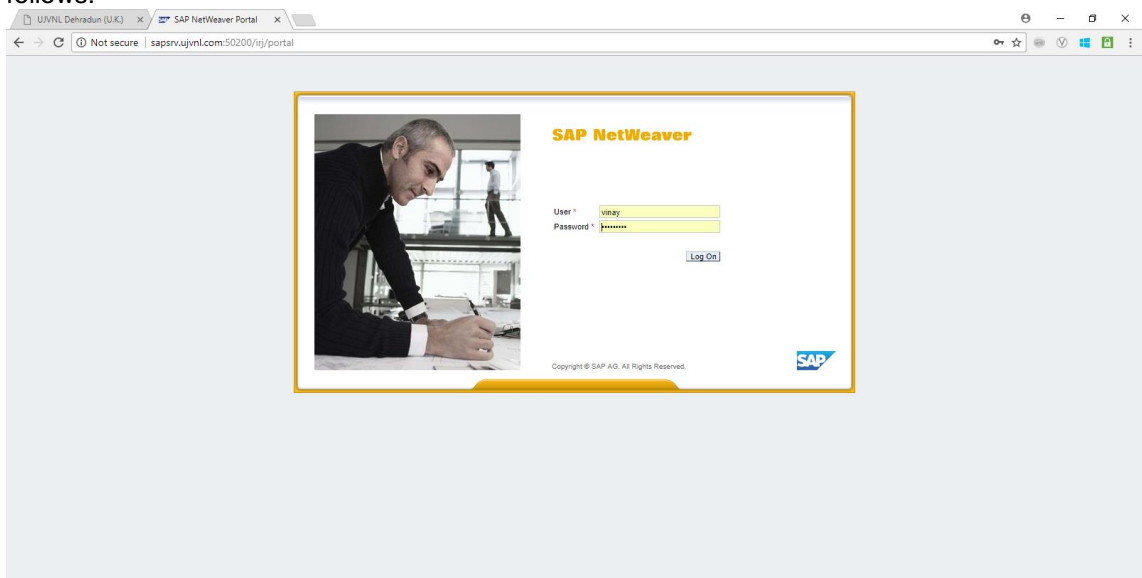 follows:
UJVNL Dehradun (U.K.) SAP NetWeaver Portal
Not secure sapsrv.ujvnl.com:50200/irj/portal
SAP NetWeaver
User * vinay
Password * •••••••••
Log On
Copyright © SAP AG. All Rights Reserved. SAP